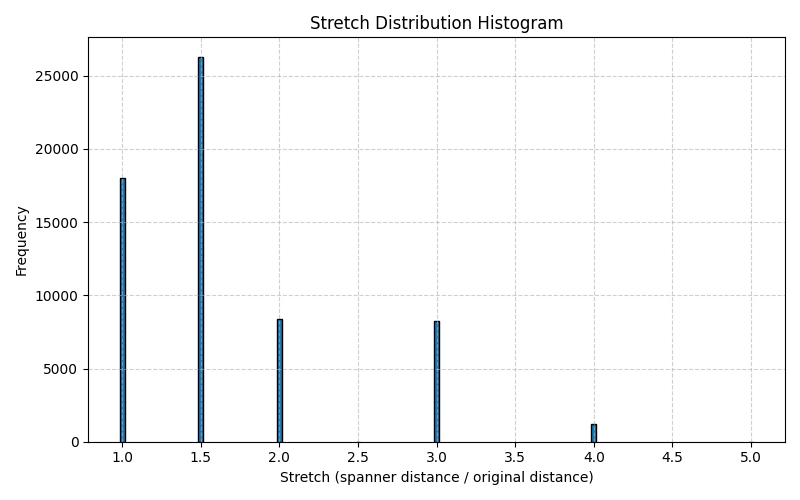 Stretch Distribution Histogram
Frequency
25000
20000
15000
10000
5000
0
1.0 1.5 2.0 2.5 3.0 3.5 4.0 4.5 5.0
Stretch (spanner distance / original distance)